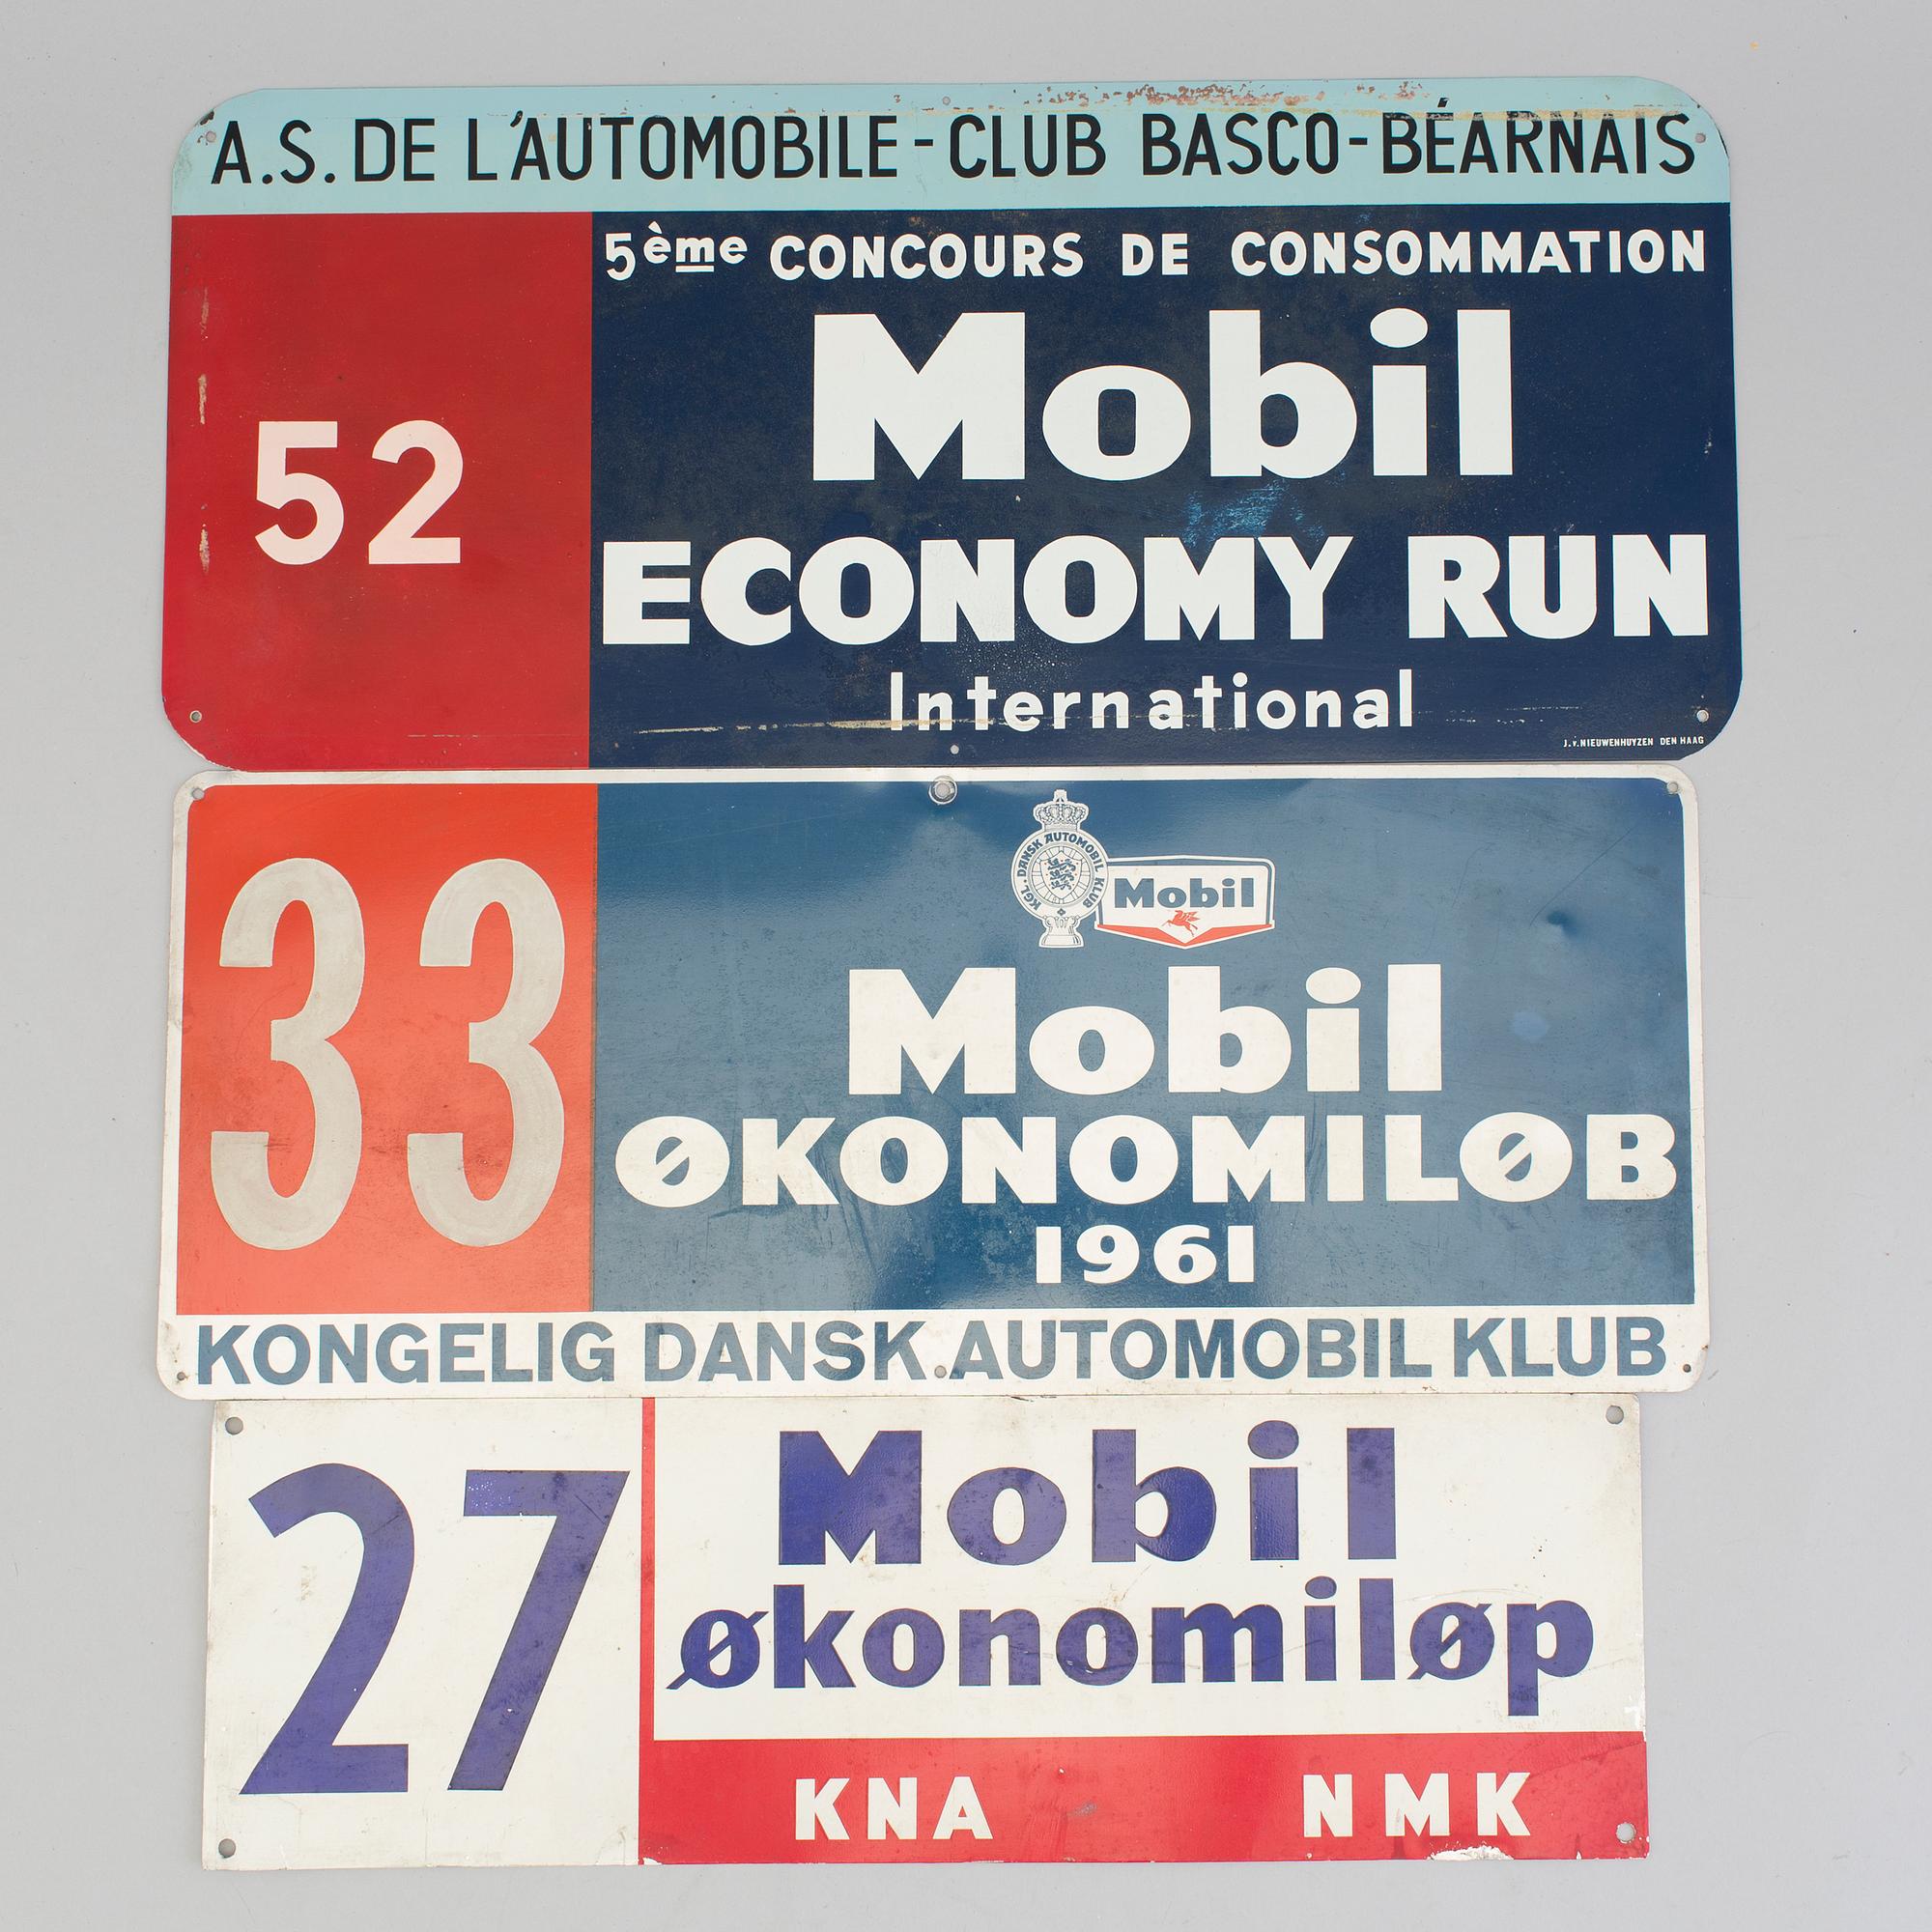 A.S. DE L'AUTOMOBILE-CLUB BASCO-BÉARNAIS
52
5ème CONCOURS DE CONSOMMATION
Mobil
ECONOMY RUN
International
J.v.NIEUWENHUYZEN DEN HAAG
33
KGL. DANSK AUTOMOBIL KLUB
Mobil
Mobil
ØKONOMILØB
1961
KONGELIG DANSK AUTOMOBIL KLUB
27
Mobil
økonomiløp
KNA NMK